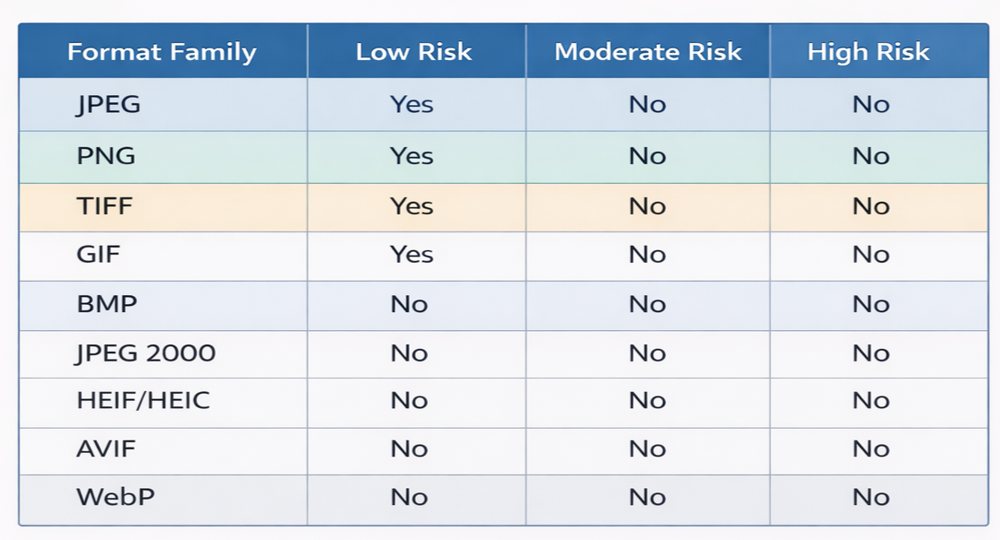 Format Family Low Risk Moderate Risk High Risk
JPEG Yes No No
PNG Yes No No
TIFF Yes No No
GIF Yes No No
BMP No No No
JPEG 2000 No No No
HEIF/HEIC No No No
AVIF No No No
WebP No No No